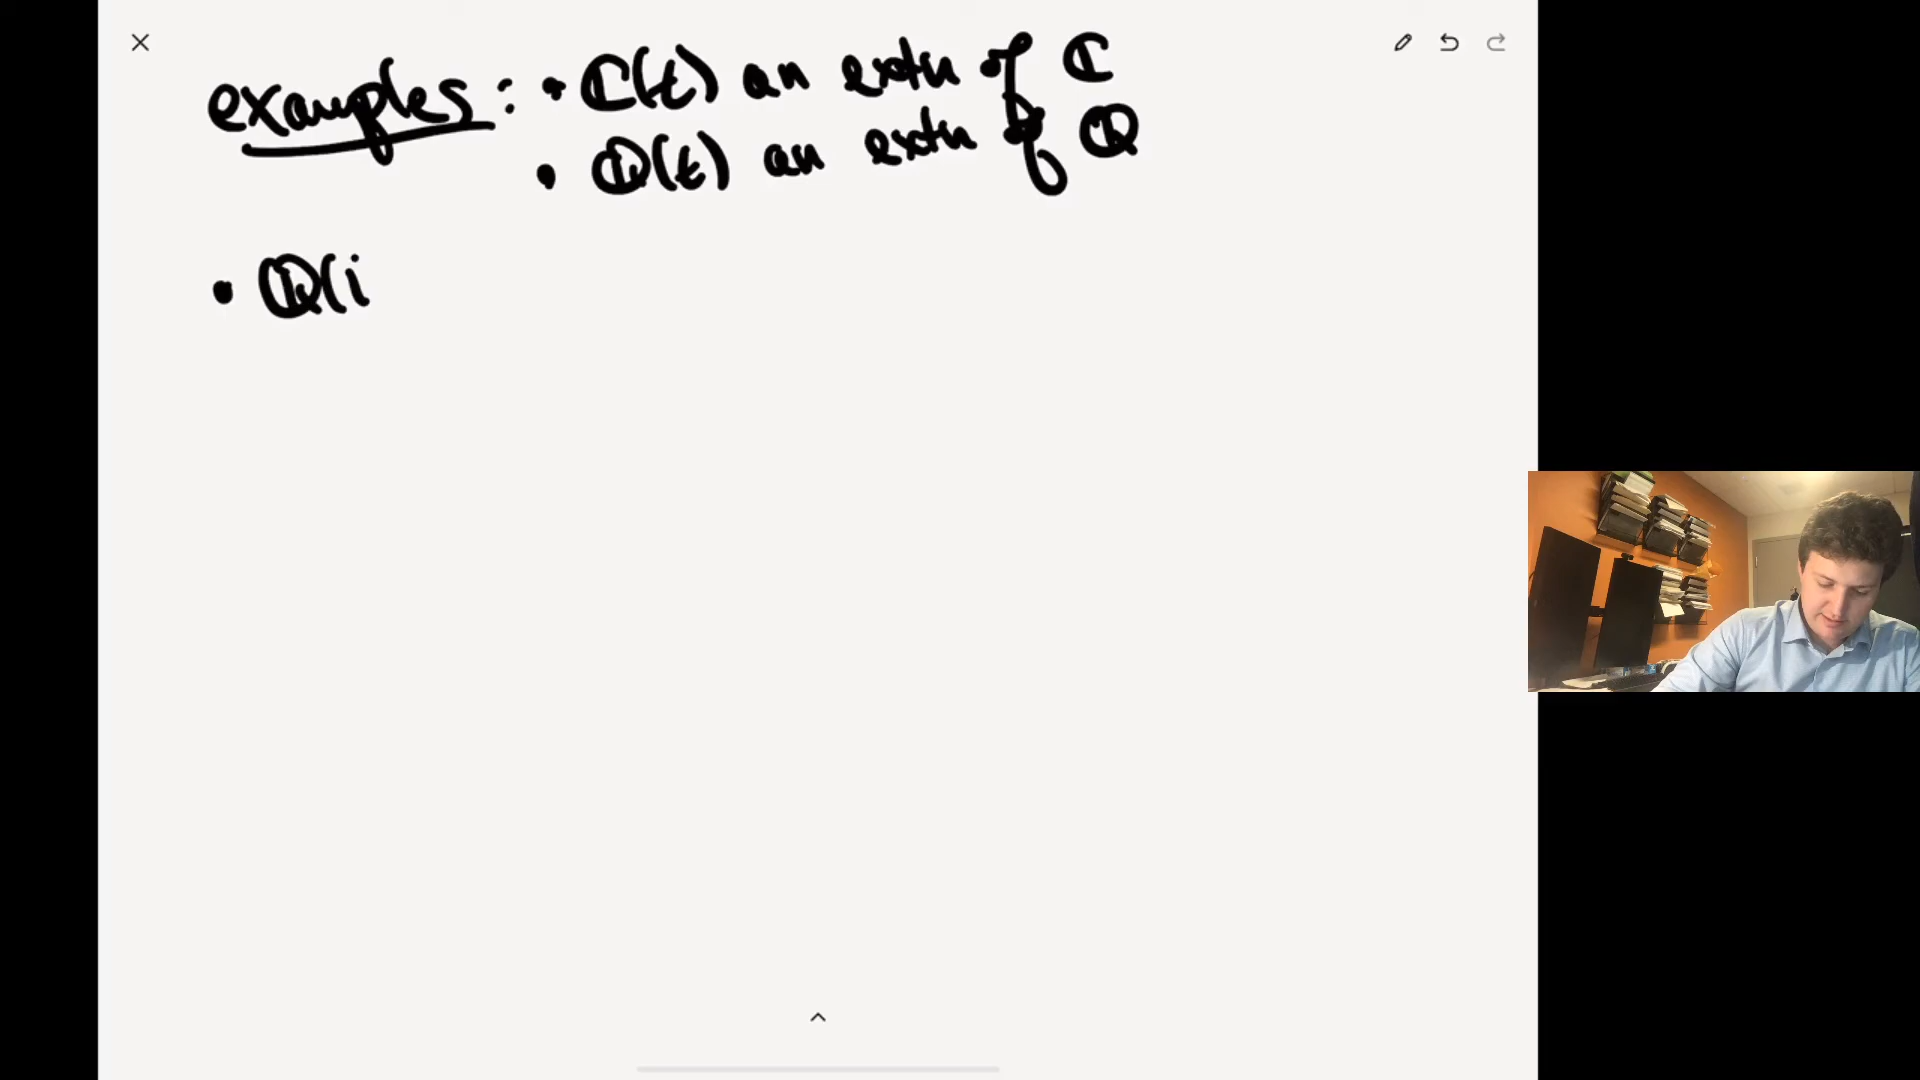 examples: • ℂ(t) an extn of ℂ
• ℚ(t) an extn of ℚ
• ℚ(i